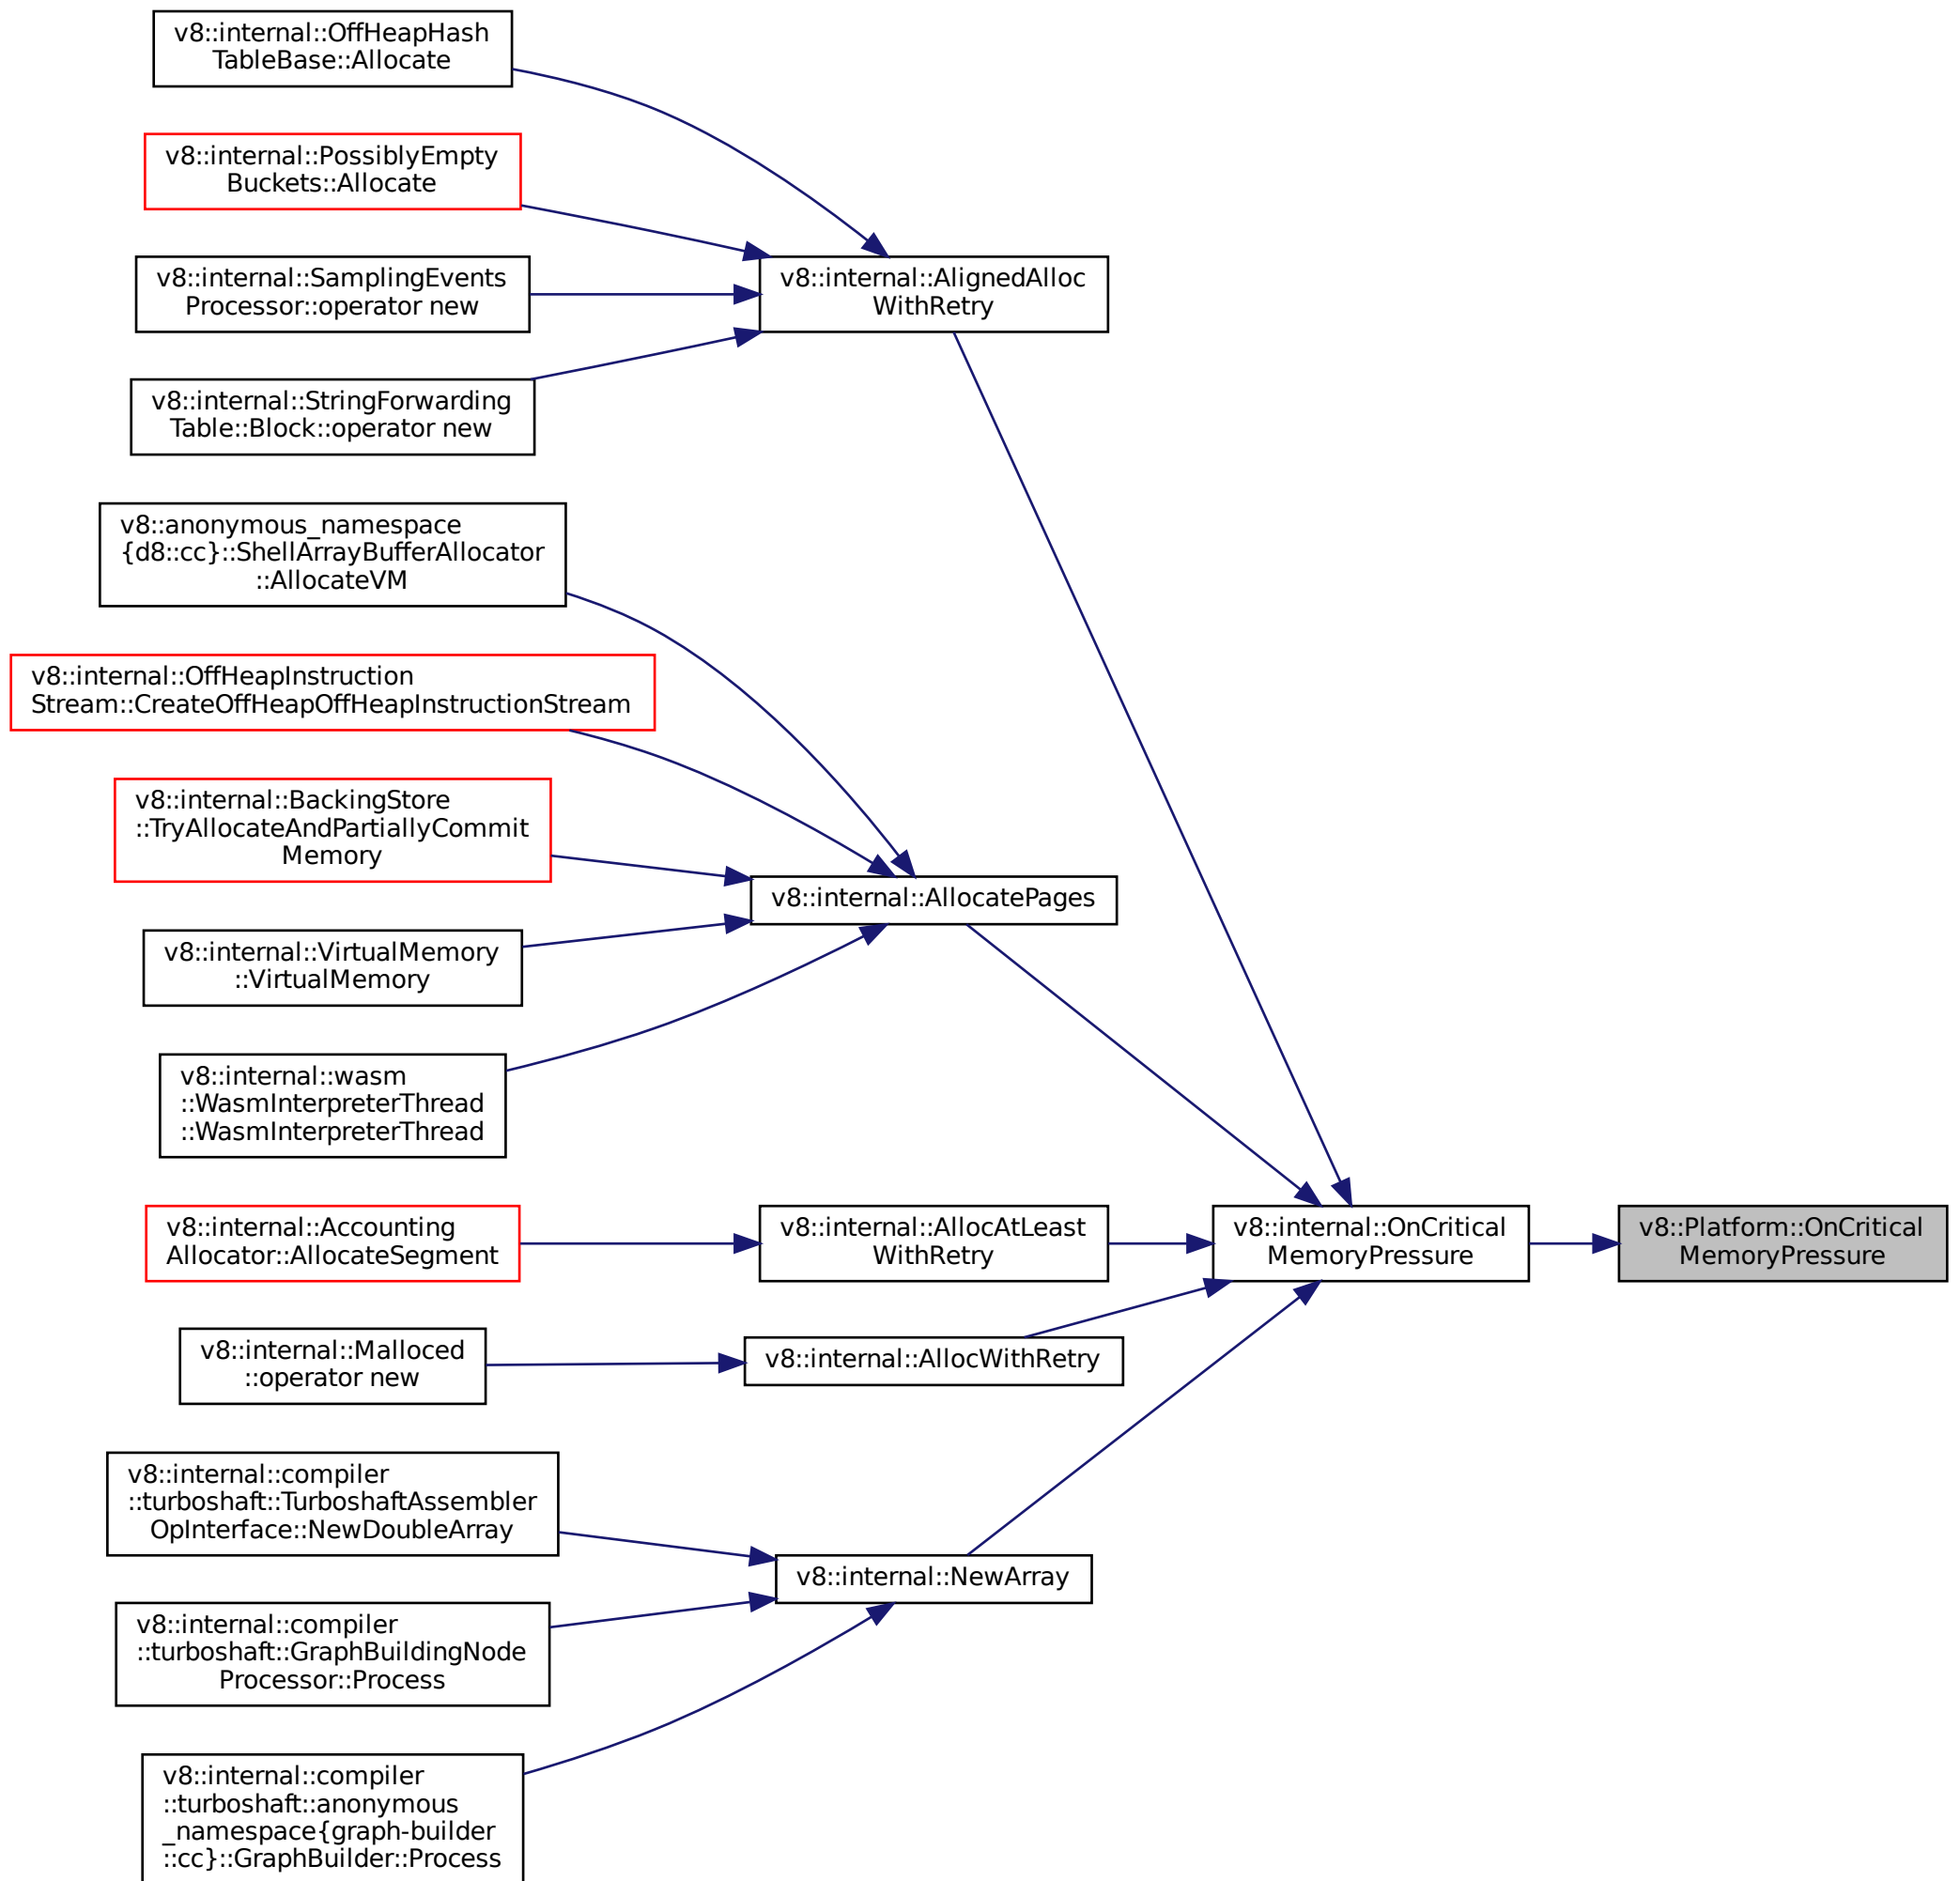 v8::internal::OffHeapHash
TableBase::Allocate
v8::internal::PossiblyEmpty
Buckets::Allocate
v8::internal::SamplingEvents
Processor::operator new
v8::internal::StringForwarding
Table::Block::operator new
v8::internal::AlignedAlloc
WithRetry
v8::anonymous_namespace
{d8::cc}::ShellArrayBufferAllocator
::AllocateVM
v8::internal::OffHeapInstruction
Stream::CreateOffHeapOffHeapInstructionStream
v8::internal::BackingStore
::TryAllocateAndPartiallyCommit
Memory
v8::internal::VirtualMemory
::VirtualMemory
v8::internal::wasm
::WasmInterpreterThread
::WasmInterpreterThread
v8::internal::AllocatePages
v8::internal::Accounting
Allocator::AllocateSegment
v8::internal::AllocAtLeast
WithRetry
v8::internal::OnCritical
MemoryPressure
v8::Platform::OnCritical
MemoryPressure
v8::internal::Malloced
::operator new
v8::internal::AllocWithRetry
v8::internal::compiler
::turboshaft::TurboshaftAssembler
OpInterface::NewDoubleArray
v8::internal::compiler
::turboshaft::GraphBuildingNode
Processor::Process
v8::internal::compiler
::turboshaft::anonymous
_namespace{graph-builder
::cc}::GraphBuilder::Process
v8::internal::NewArray